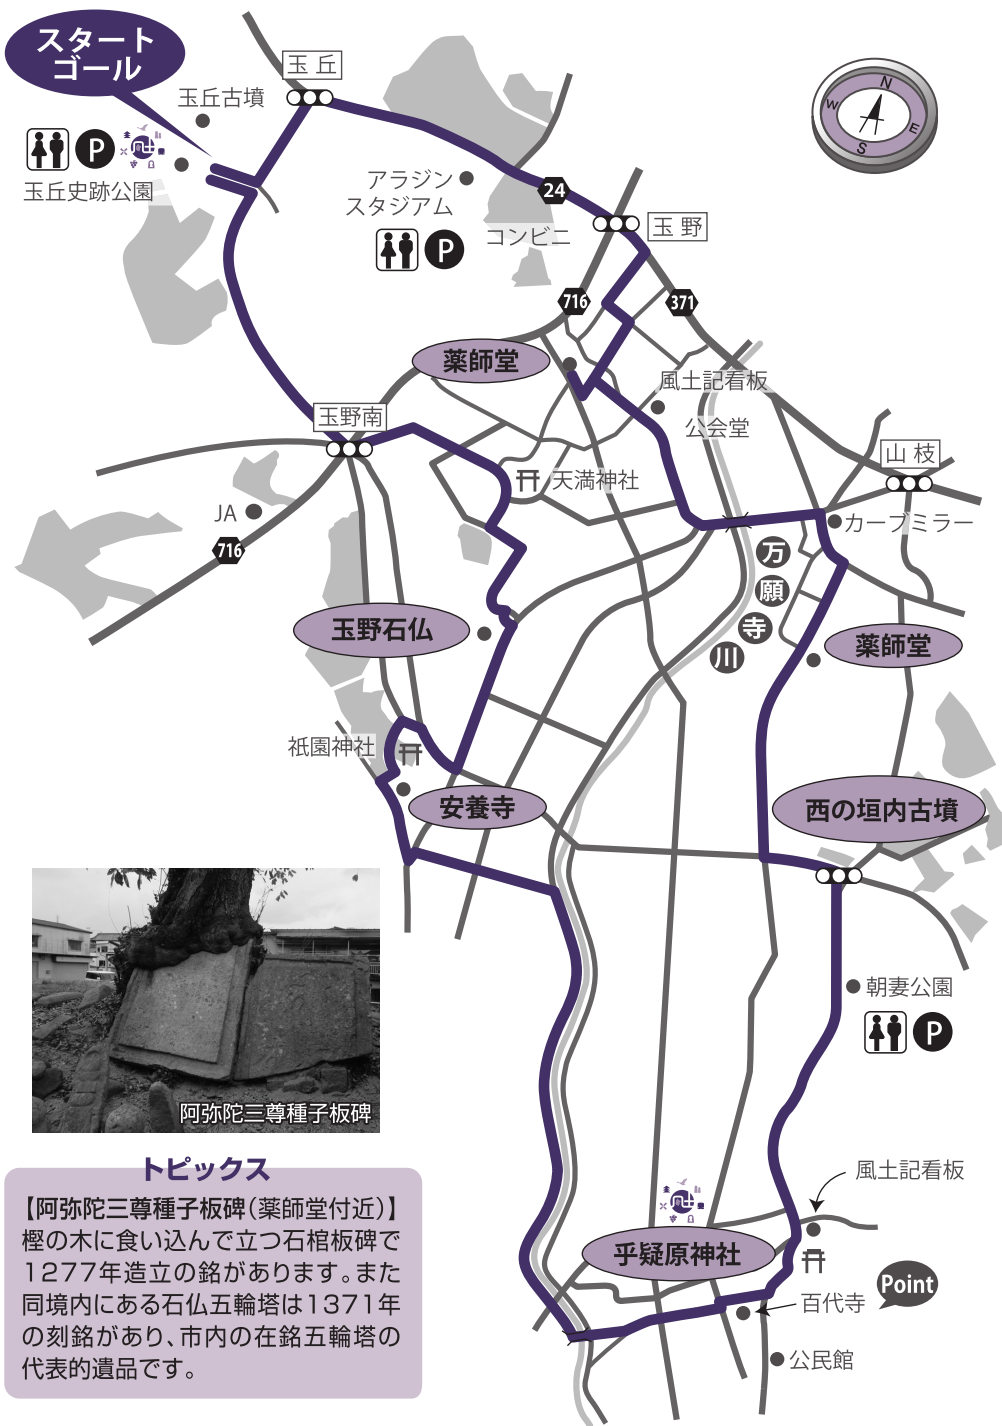 スタート
ゴール
玉丘
玉丘古墳
P
玉丘史跡公園
N
W
E
S
アラジン
スタジアム
P
24
コンビニ
玉野
716
371
薬師堂
風土記看板
公会堂
玉野南
天満神社
山枝
カーブミラー
JA
716
万
願
寺
川
玉野石仏
薬師堂
祇園神社
安養寺
西の垣内古墳
朝妻公園
P
阿弥陀三尊種子板碑
風土記看板
乎疑原神社
Point
百代寺
公民館
トピックス
【阿弥陀三尊種子板碑(薬師堂付近)】
樫の木に食い込んで立つ石棺板碑で
1277年造立の銘があります。また
同境内にある石仏五輪塔は1371年
の刻銘があり、市内の在銘五輪塔の
代表的遺品です。